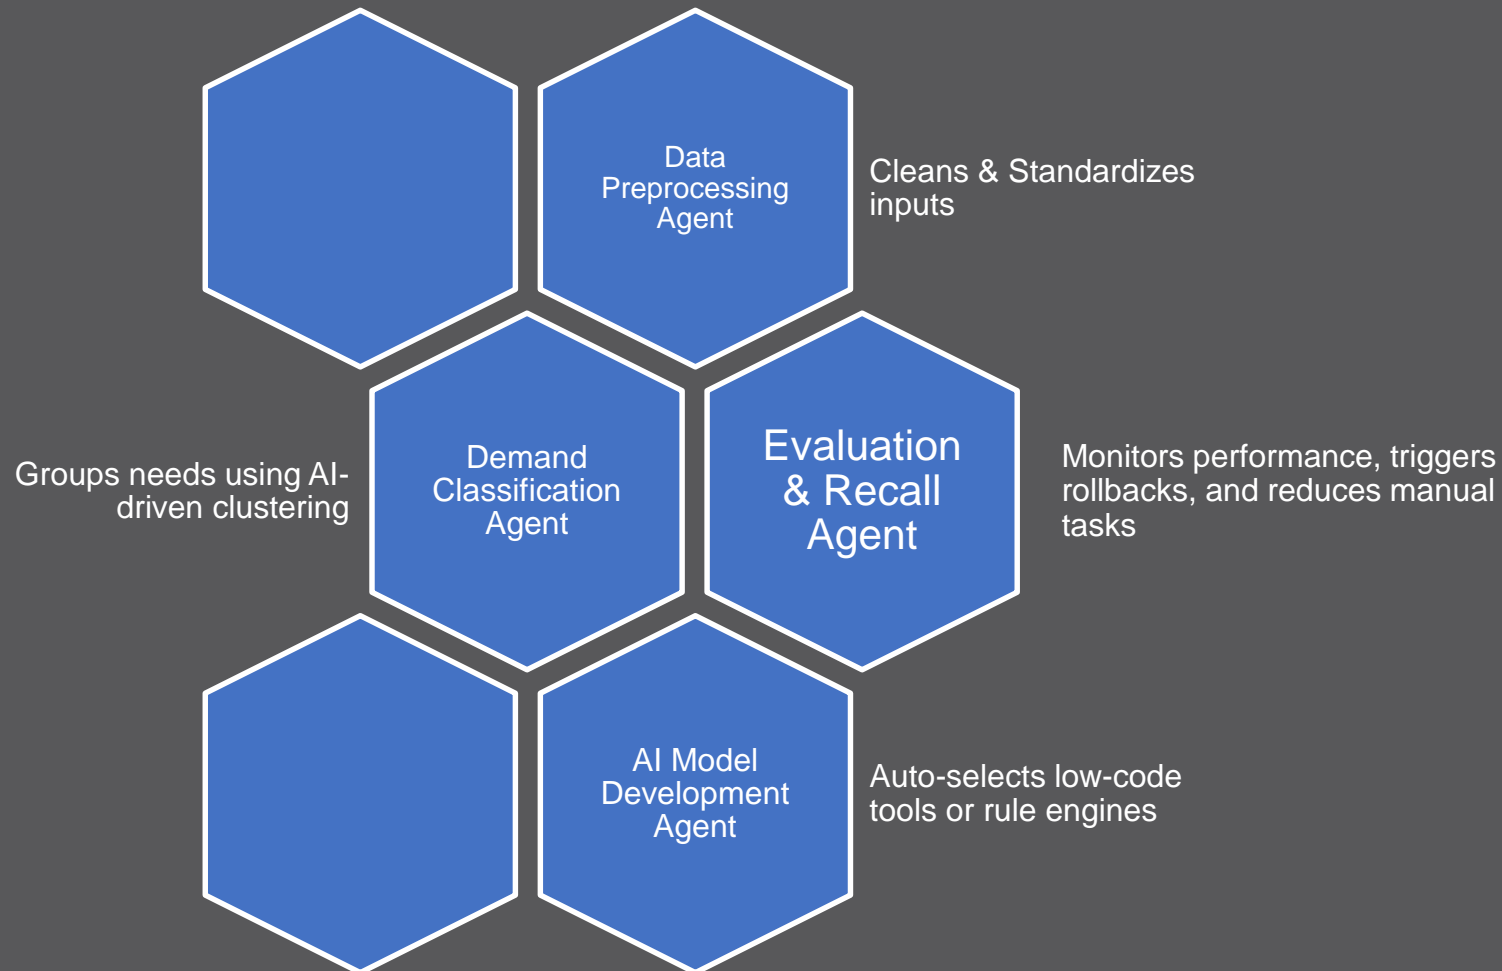 Data
Preprocessing
Agent
Cleans & Standardizes
inputs
Groups needs using AI-
driven clustering
Demand
Classification
Agent
Evaluation
& Recall
Agent
Monitors performance, triggers
rollbacks, and reduces manual
tasks
AI Model
Development
Agent
Auto-selects low-code
tools or rule engines